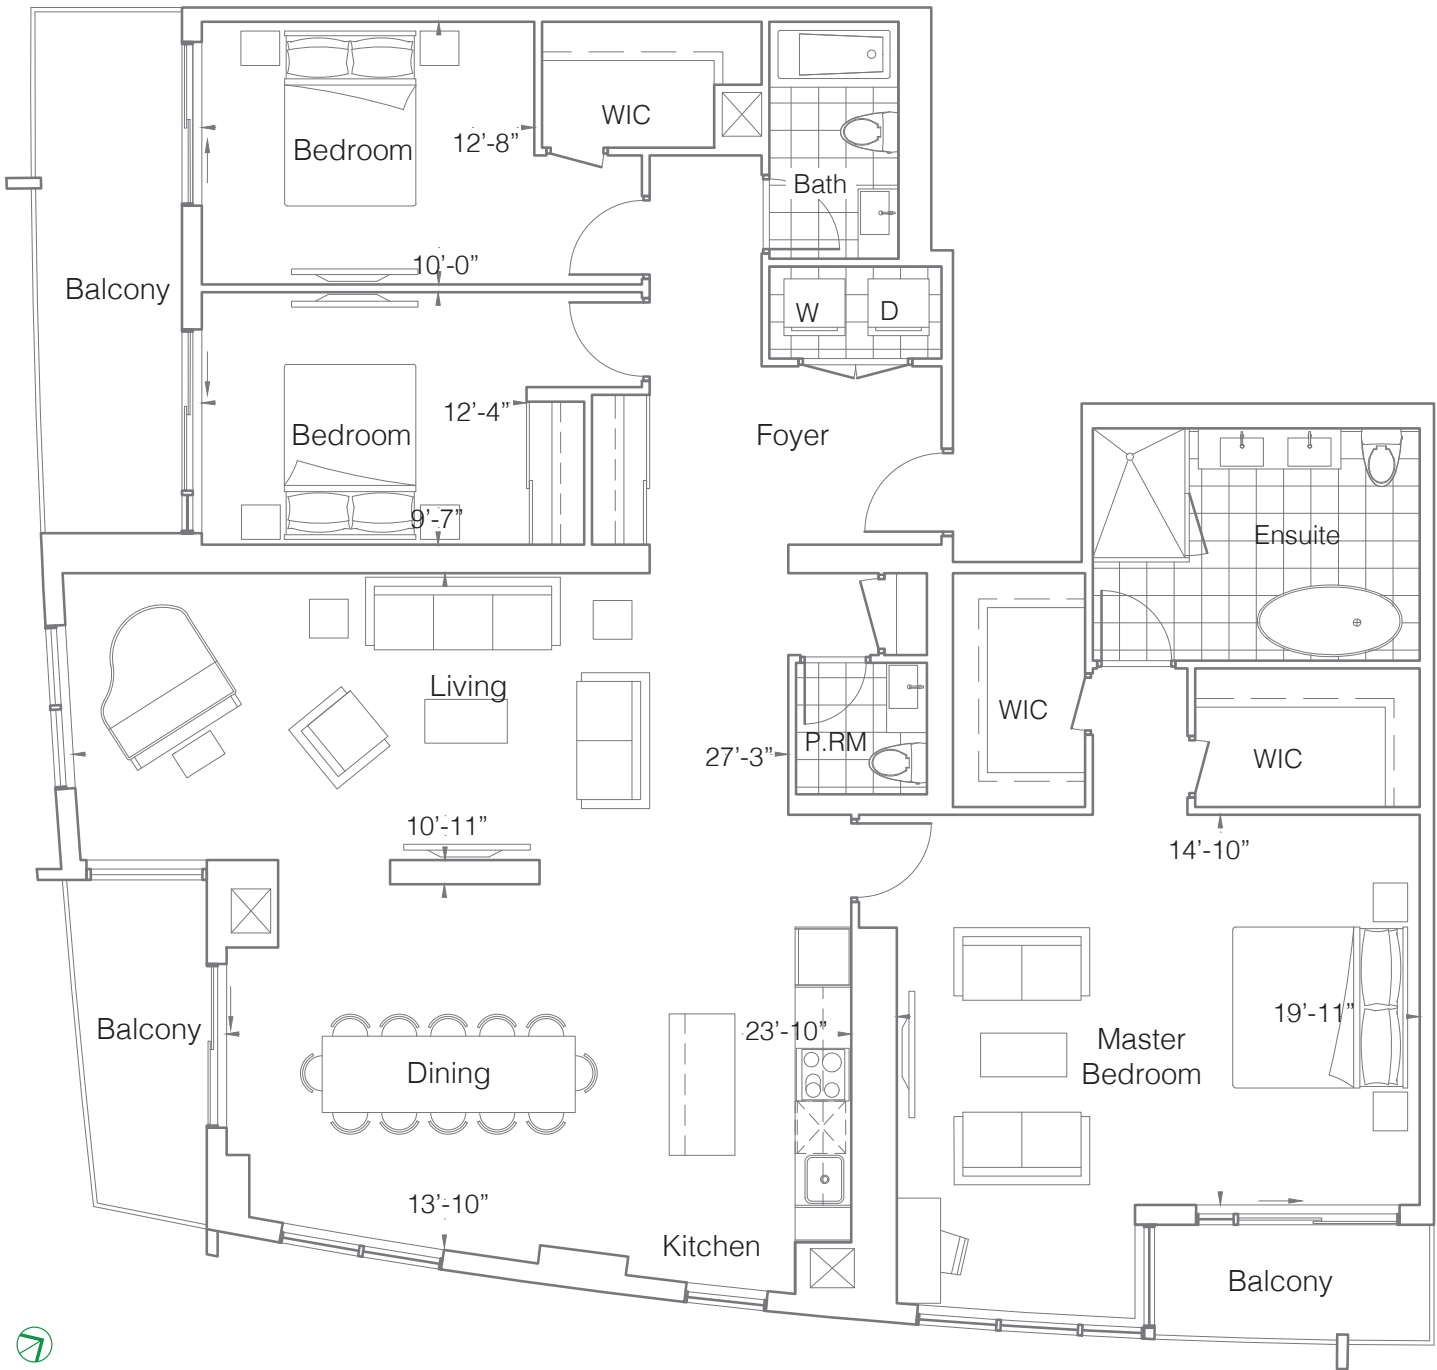 WIC
Bedroom
12'-8"
Bath
10'-0"
Balcony
W
D
12'-4"
Bedroom
Foyer
9'-7"
Ensuite
Living
WIC
P.RM
27'-3"
WIC
10'-11"
14'-10"
19'-11"
Balcony
23'-10"
Master
Bedroom
Dining
13'-10"
Kitchen
Balcony